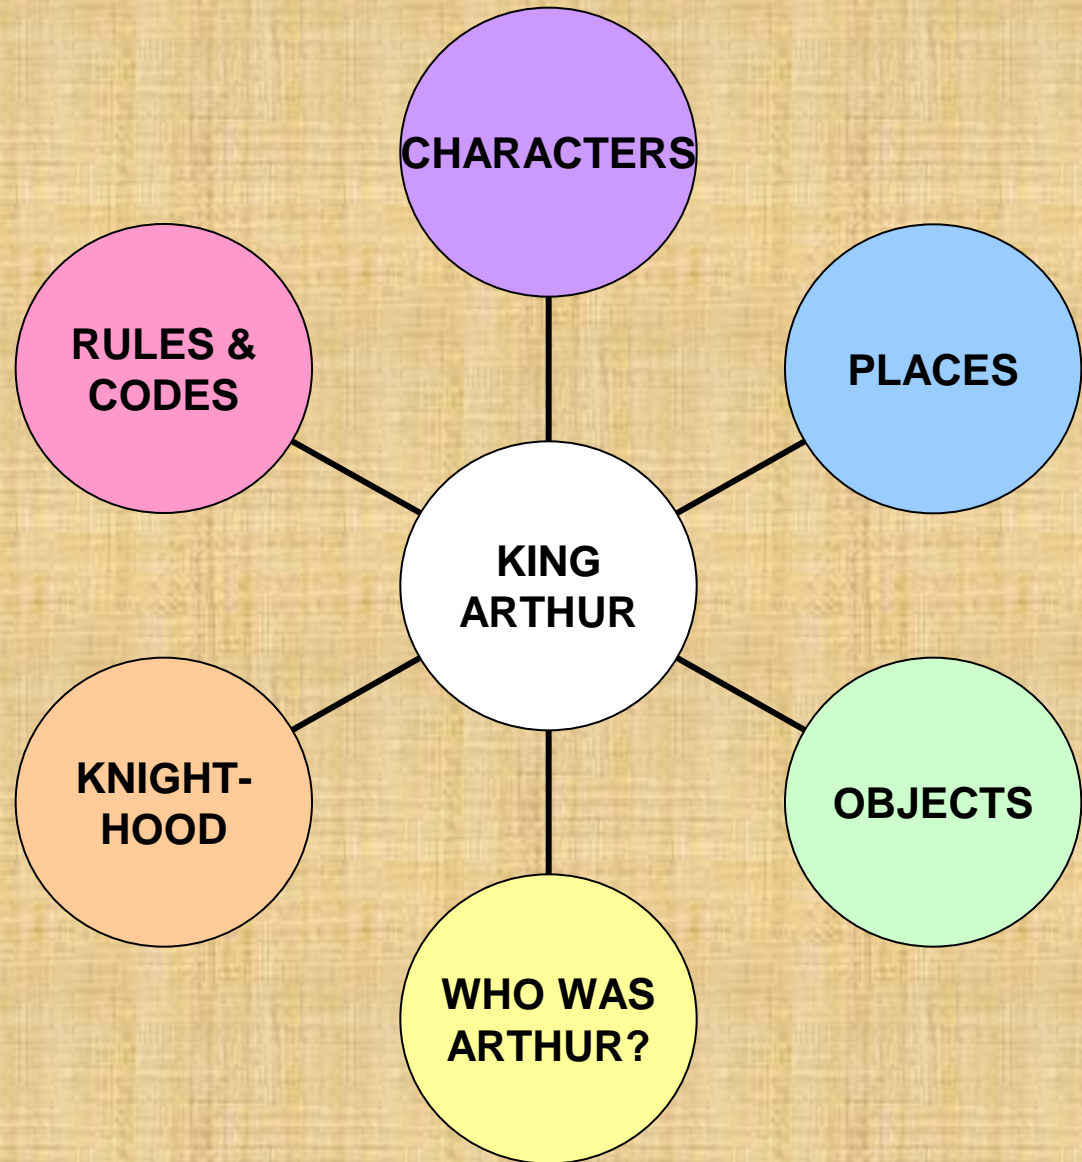 CHARACTERS
RULES &
CODES
PLACES
KING
ARTHUR
KNIGHT-
HOOD
OBJECTS
WHO WAS
ARTHUR?